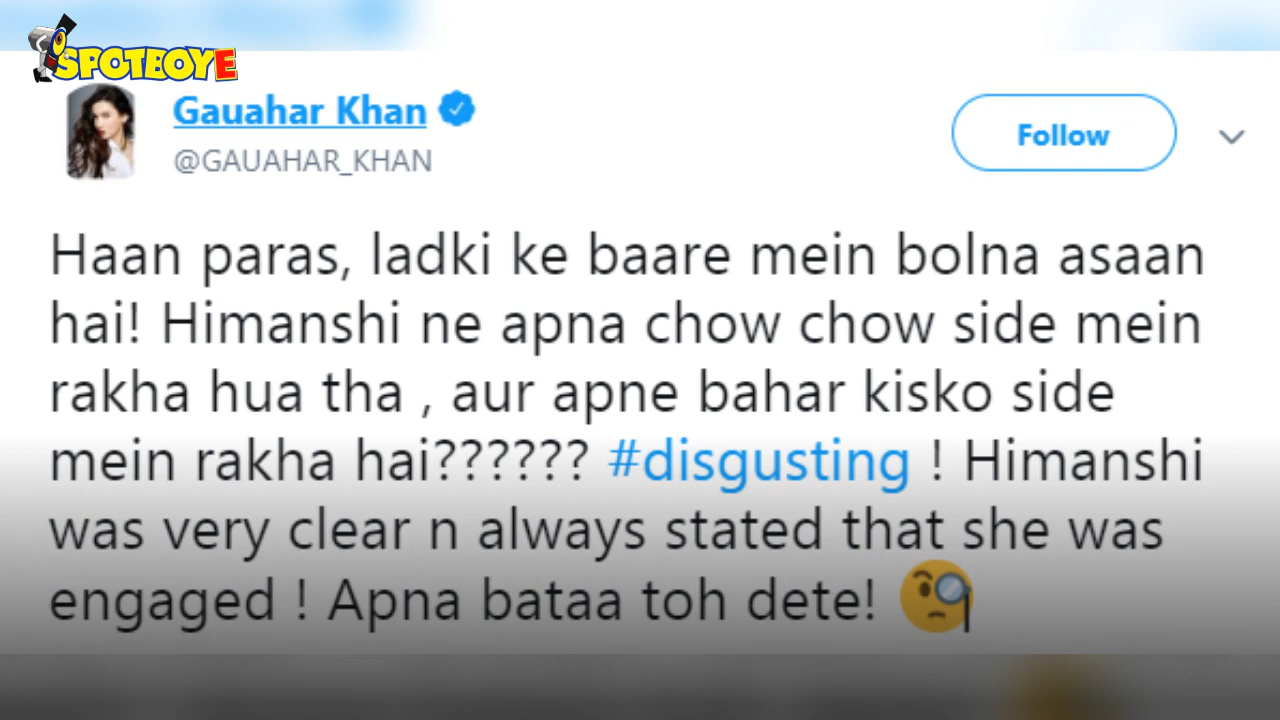 SPOTBOYE
Gauahar Khan
@GAUAHAR_KHAN
Follow
Haan paras, ladki ke baare mein bolna asaan
hai! Himanshi ne apna chow chow side mein
rakha hua tha , aur apne bahar kisko side
mein rakha hai?????? #disgusting ! Himanshi
was very clear n always stated that she was
engaged ! Apna bataa toh dete! 🧐